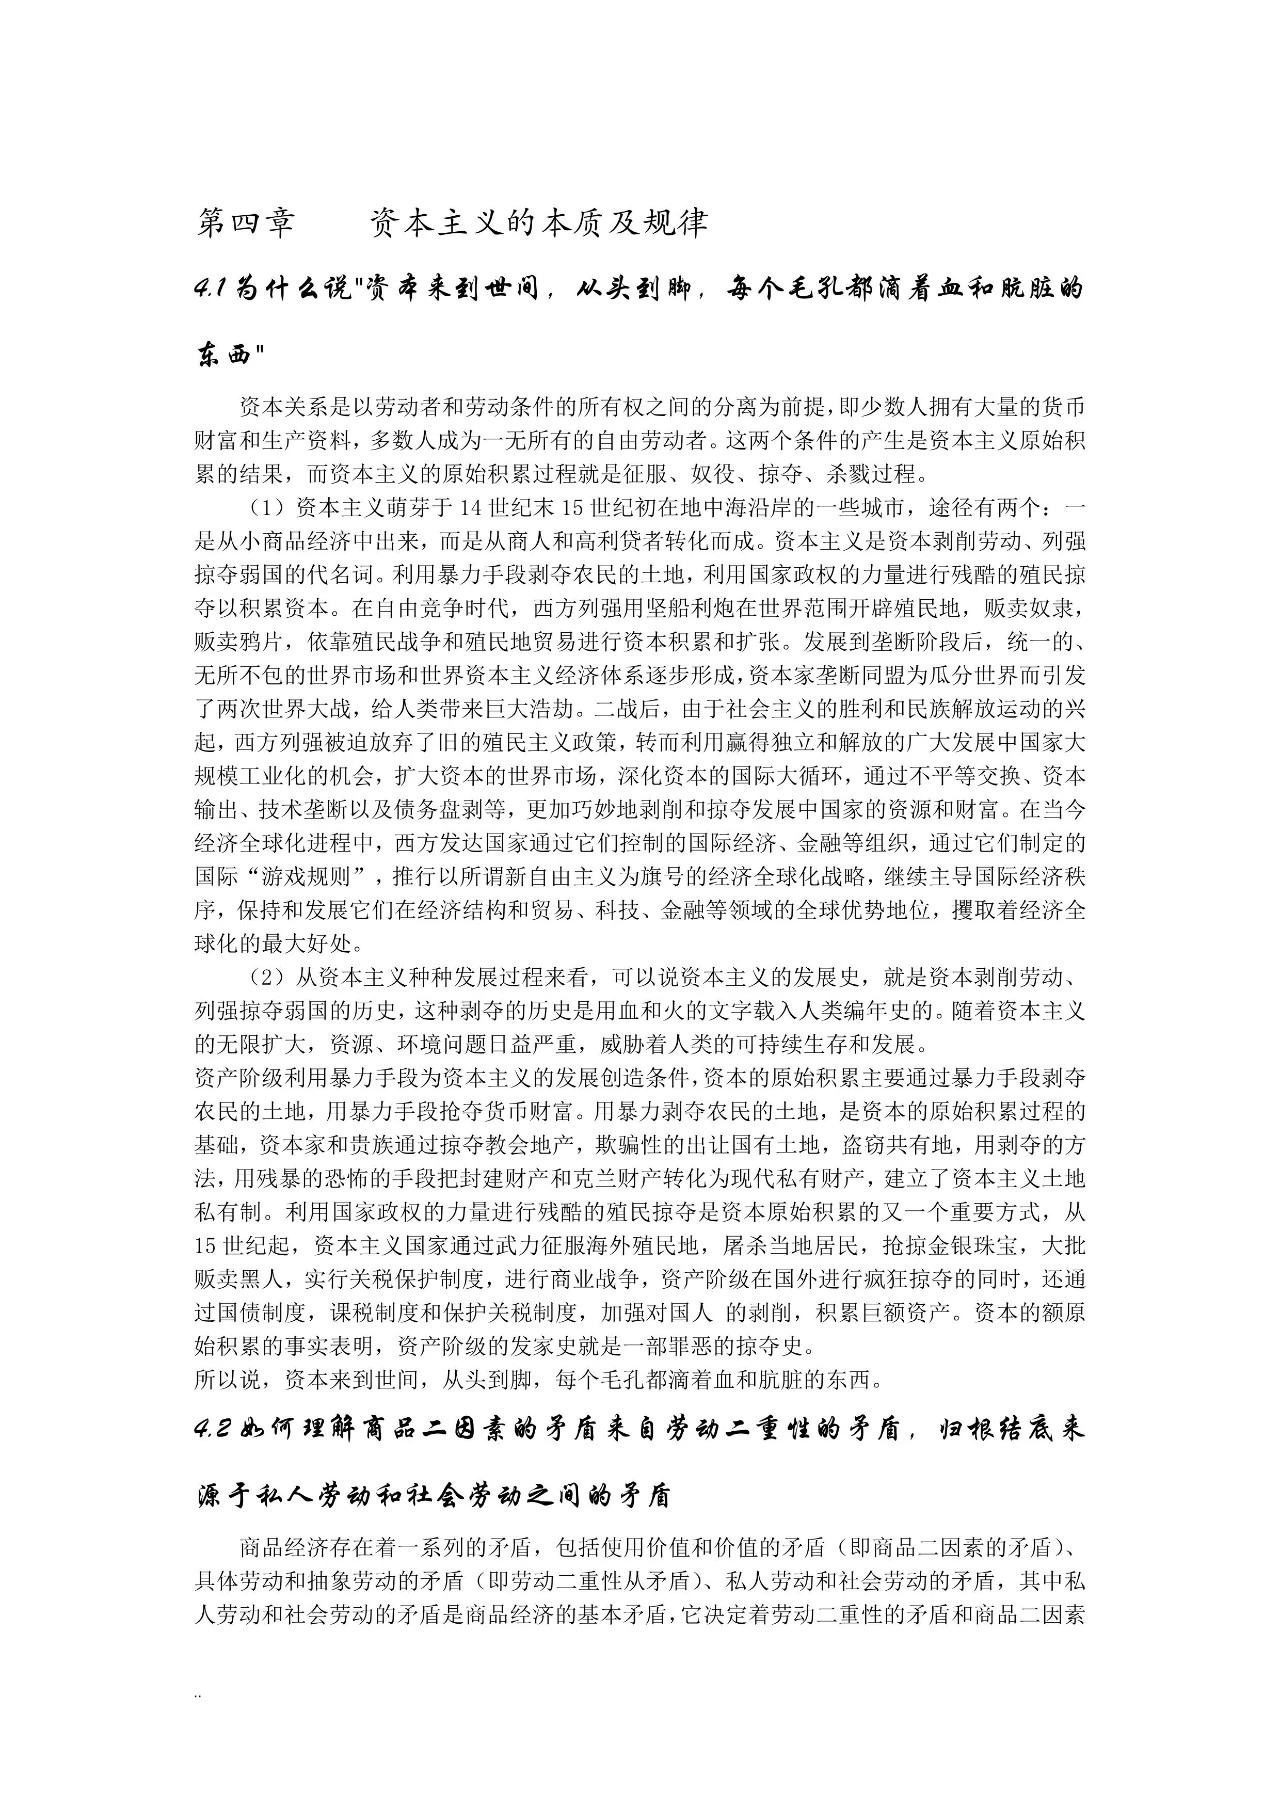 第四章 资本主义的本质及规律
4.1 为什么说"资本来到世间，从头到脚，每个毛孔都滴着血和肮脏的
东西"
资本关系是以劳动者和劳动条件的所有权之间的分离为前提，即少数人拥有大量的货币
财富和生产资料，多数人成为一无所有的自由劳动者。这两个条件的产生是资本主义原始积
累的结果，而资本主义的原始积累过程就是征服、奴役、掠夺、杀戮过程。
（1）资本主义萌芽于 14 世纪末 15 世纪初在地中海沿岸的一些城市，途径有两个：一
是从小商品经济中出来，而是从商人和高利贷者转化而成。资本主义是资本剥削劳动、列强
掠夺弱国的代名词。利用暴力手段剥夺农民的土地，利用国家政权的力量进行残酷的殖民掠
夺以积累资本。在自由竞争时代，西方列强用坚船利炮在世界范围开辟殖民地，贩卖奴隶，
贩卖鸦片，依靠殖民战争和殖民地贸易进行资本积累和扩张。发展到垄断阶段后，统一的、
无所不包的世界市场和世界资本主义经济体系逐步形成，资本家垄断同盟为瓜分世界而引发
了两次世界大战，给人类带来巨大浩劫。二战后，由于社会主义的胜利和民族解放运动的兴
起，西方列强被迫放弃了旧的殖民主义政策，转而利用赢得独立和解放的广大发展中国家大
规模工业化的机会，扩大资本的世界市场，深化资本的国际大循环，通过不平等交换、资本
输出、技术垄断以及债务盘剥等，更加巧妙地剥削和掠夺发展中国家的资源和财富。在当今
经济全球化进程中，西方发达国家通过它们控制的国际经济、金融等组织，通过它们制定的
国际“游戏规则”，推行以所谓新自由主义为旗号的经济全球化战略，继续主导国际经济秩
序，保持和发展它们在经济结构和贸易、科技、金融等领域的全球优势地位，攫取着经济全
球化的最大好处。
（2）从资本主义种种发展过程来看，可以说资本主义的发展史，就是资本剥削劳动、
列强掠夺弱国的历史，这种剥夺的历史是用血和火的文字载入人类编年史的。随着资本主义
的无限扩大，资源、环境问题日益严重，威胁着人类的可持续生存和发展。
资产阶级利用暴力手段为资本主义的发展创造条件，资本的原始积累主要通过暴力手段剥夺
农民的土地，用暴力手段抢夺货币财富。用暴力剥夺农民的土地，是资本的原始积累过程的
基础，资本家和贵族通过掠夺教会地产，欺骗性的出让国有土地，盗窃共有地，用剥夺的方
法，用残暴的恐怖的手段把封建财产和克兰财产转化为现代私有财产，建立了资本主义土地
私有制。利用国家政权的力量进行残酷的殖民掠夺是资本原始积累的又一个重要方式，从
15 世纪起，资本主义国家通过武力征服海外殖民地，屠杀当地居民，抢掠金银珠宝，大批
贩卖黑人，实行关税保护制度，进行商业战争，资产阶级在国外进行疯狂掠夺的同时，还通
过国债制度，课税制度和保护关税制度，加强对国人 的剥削，积累巨额资产。资本的额原
始积累的事实表明，资产阶级的发家史就是一部罪恶的掠夺史。
所以说，资本来到世间，从头到脚，每个毛孔都滴着血和肮脏的东西。
4.2 如何理解商品二因素的矛盾来自劳动二重性的矛盾，归根结底来
源于私人劳动和社会劳动之间的矛盾
商品经济存在着一系列的矛盾，包括使用价值和价值的矛盾（即商品二因素的矛盾）、
具体劳动和抽象劳动的矛盾（即劳动二重性从矛盾）、私人劳动和社会劳动的矛盾，其中私
人劳动和社会劳动的矛盾是商品经济的基本矛盾，它决定着劳动二重性的矛盾和商品二因素
..